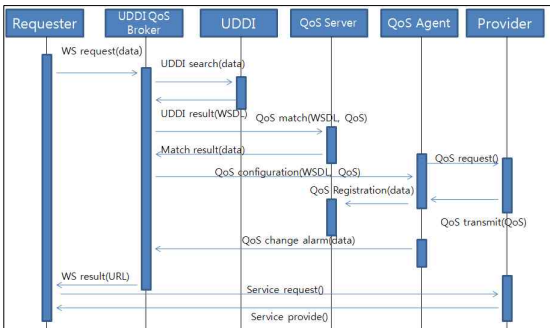 Requester
UDDI QoS
Broker
UDDI
QoS Server
QoS Agent
Provider
WS request(data)
UDDI search(data)
UDDI result(WSDL)
QoS match(WSDL, QoS)
Match result(data)
QoS request()
QoS configuration(WSDL, QoS)
QoS Registration(data)
QoS transmit(QoS)
QoS change alarm(data)
WS result(URL)
Service request()
Service provide()